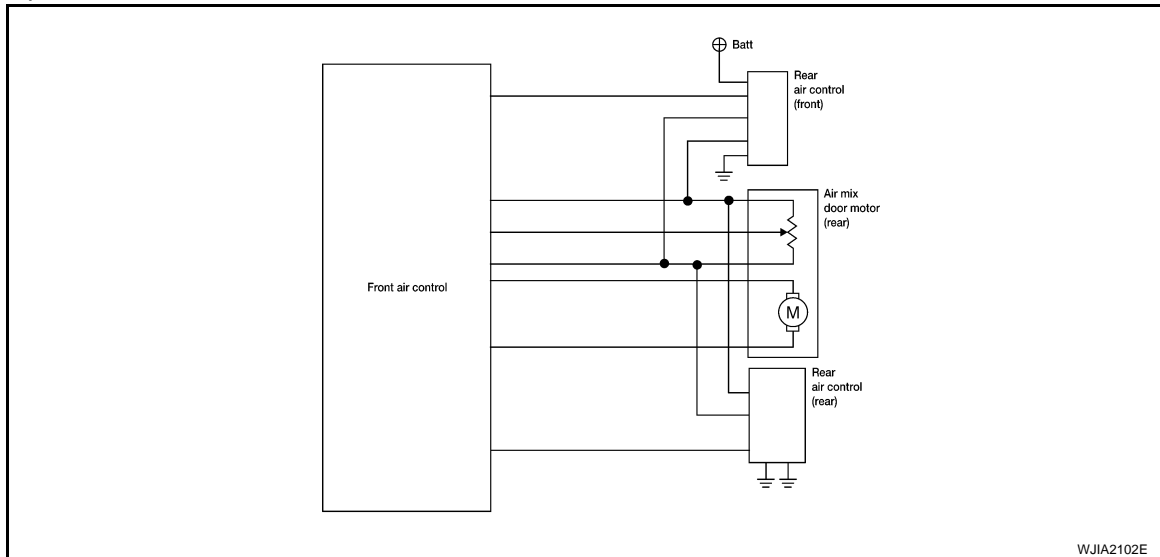 Batt
Rear
air control
(front)
Air mix
door motor
(rear)
Front air control
M
Rear
air control
(rear)
WJIA2102E